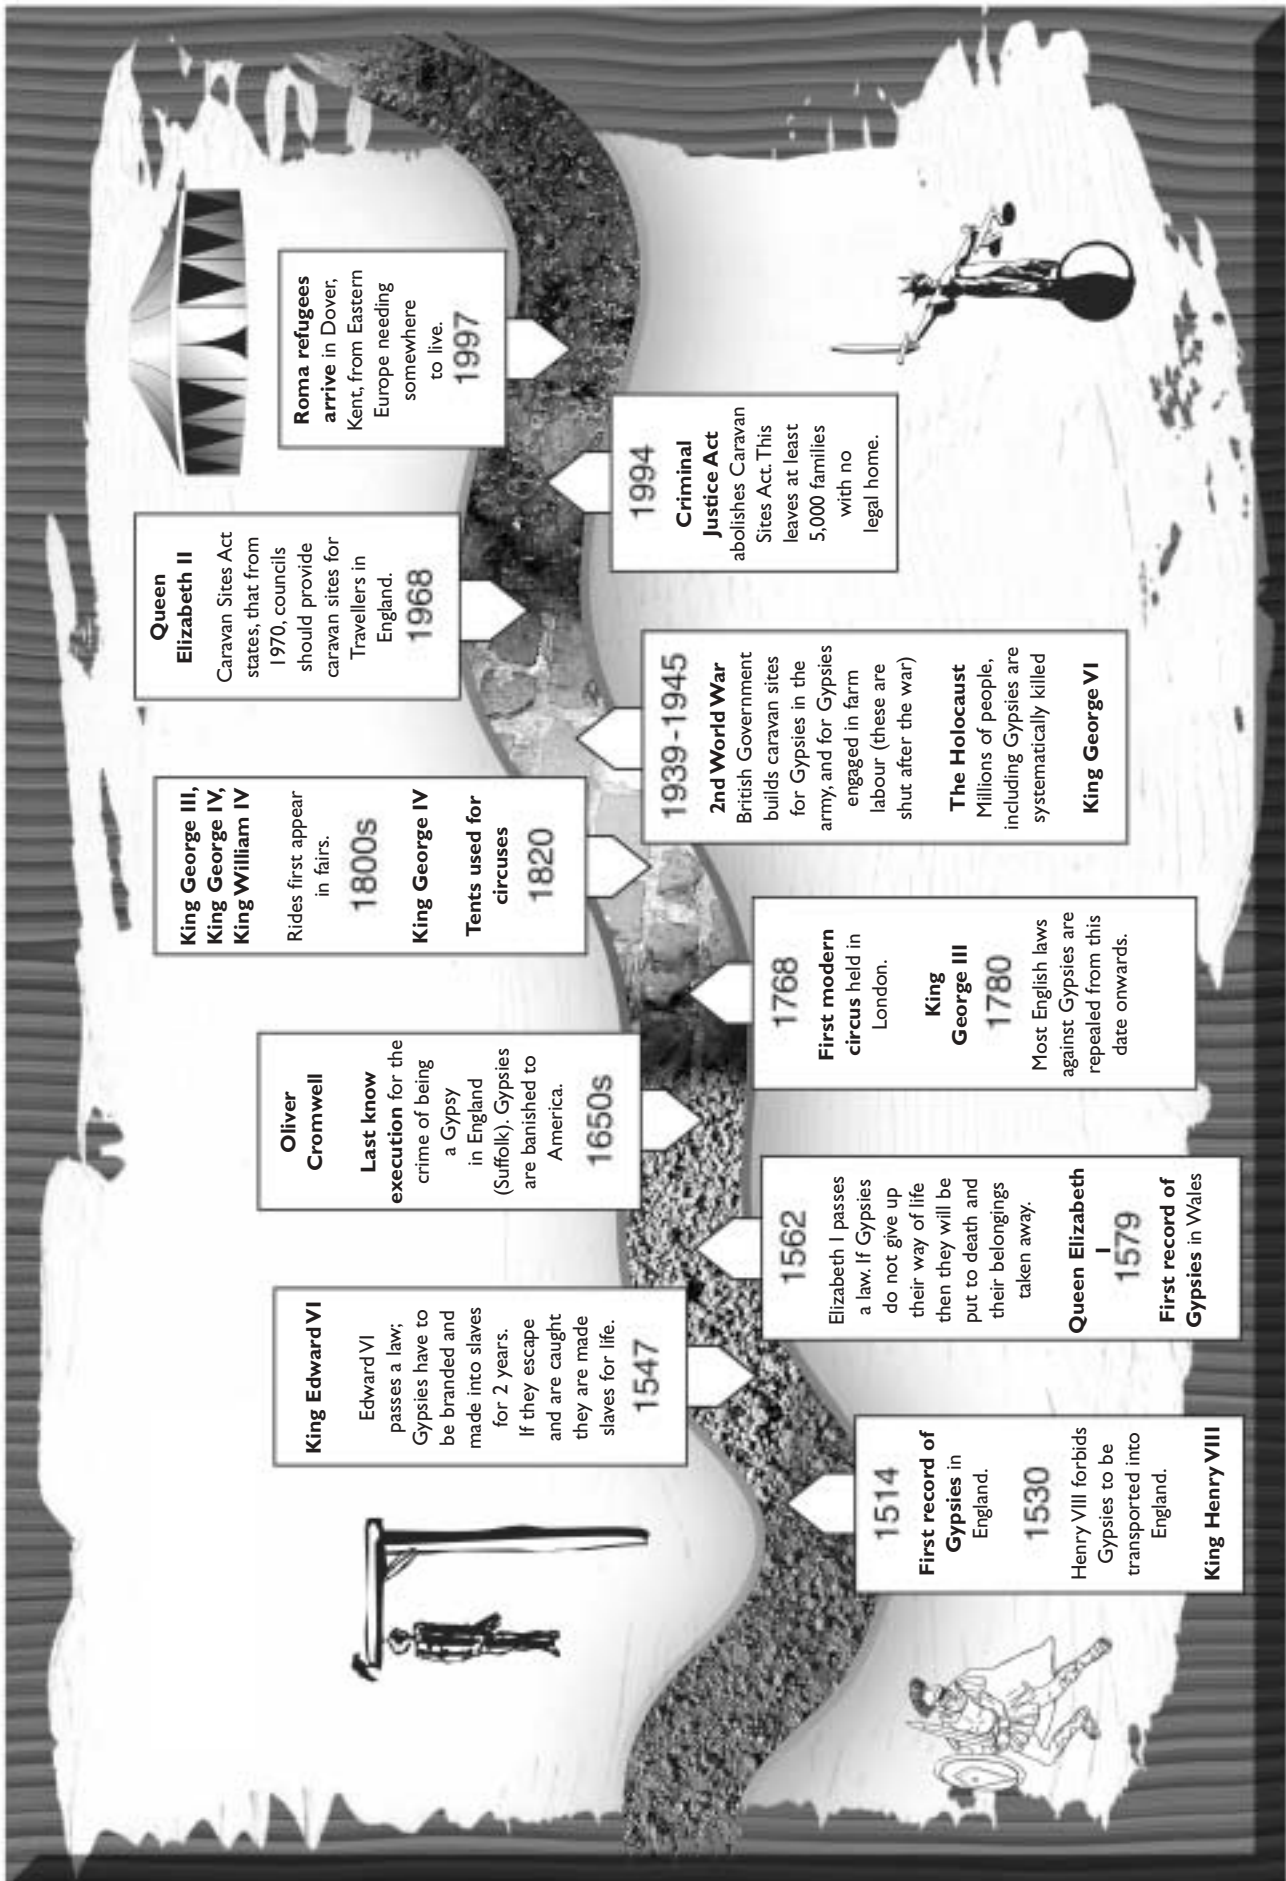 1514
First record of
Gypsies in
England.
1530
Henry VIII forbids
Gypsies to be
transported into
England.
King Henry VIII
King Edward VI
Edward VI
passes a law;
Gypsies have to
be branded and
made into slaves
for 2 years.
If they escape
and are caught
they are made
slaves for life.
1547
1562
Elizabeth I passes
a law. If Gypsies
do not give up
their way of life
then they will be
put to death and
their belongings
taken away.
Queen Elizabeth
I
1579
First record of
Gypsies in Wales
Oliver
Cromwell
Last know
execution for the
crime of being
a Gypsy
in England
(Suffolk). Gypsies
are banished to
America.
1650s
1768
First modern
circus held in
London.
King
George III
1780
Most English laws
against Gypsies are
repealed from this
date onwards.
King George III,
King George IV,
King William IV
Rides first appear
in fairs.
1800s
King George IV
Tents used for
circuses
1820
1939-1945
2nd World War
British Government
builds caravan sites
for Gypsies in the
army, and for Gypsies
engaged in farm
labour (these are
shut after the war)
The Holocaust
Millions of people,
including Gypsies are
systematically killed
King George VI
Queen
Elizabeth II
Caravan Sites Act
states, that from
1970, councils
should provide
caravan sites for
Travellers in
England.
1968
1994
Criminal
Justice Act
abolishes Caravan
Sites Act. This
leaves at least
5,000 families
with no
legal home.
Roma refugees
arrive in Dover,
Kent, from Eastern
Europe needing
somewhere
to live.
1997